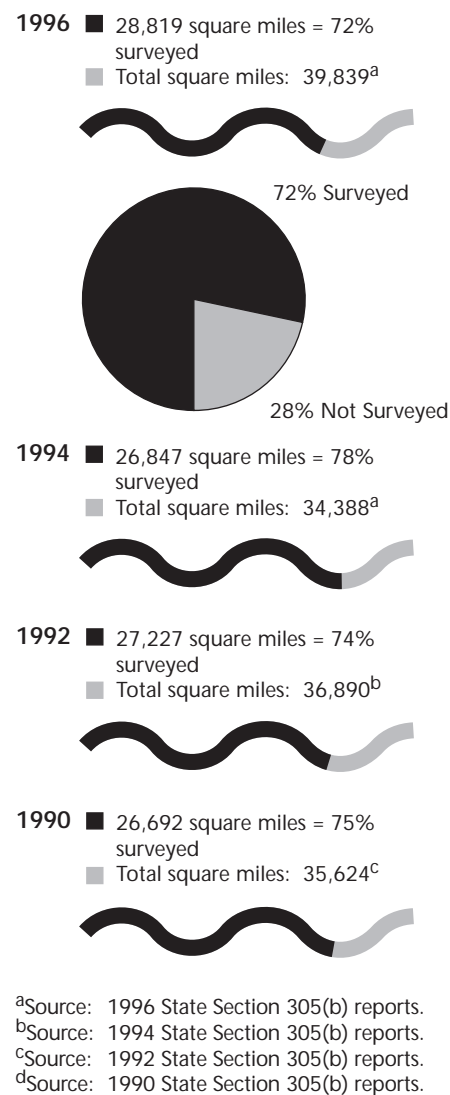 1996 28,819 square miles = 72%
surveyed
Total square miles: 39,839a
72% Surveyed
28% Not Surveyed
1994 26,847 square miles = 78%
surveyed
Total square miles: 34,388a
1992 27,227 square miles = 74%
surveyed
Total square miles: 36,890b
1990 26,692 square miles = 75%
surveyed
Total square miles: 35,624c
aSource: 1996 State Section 305(b) reports.
bSource: 1994 State Section 305(b) reports.
cSource: 1992 State Section 305(b) reports.
dSource: 1990 State Section 305(b) reports.